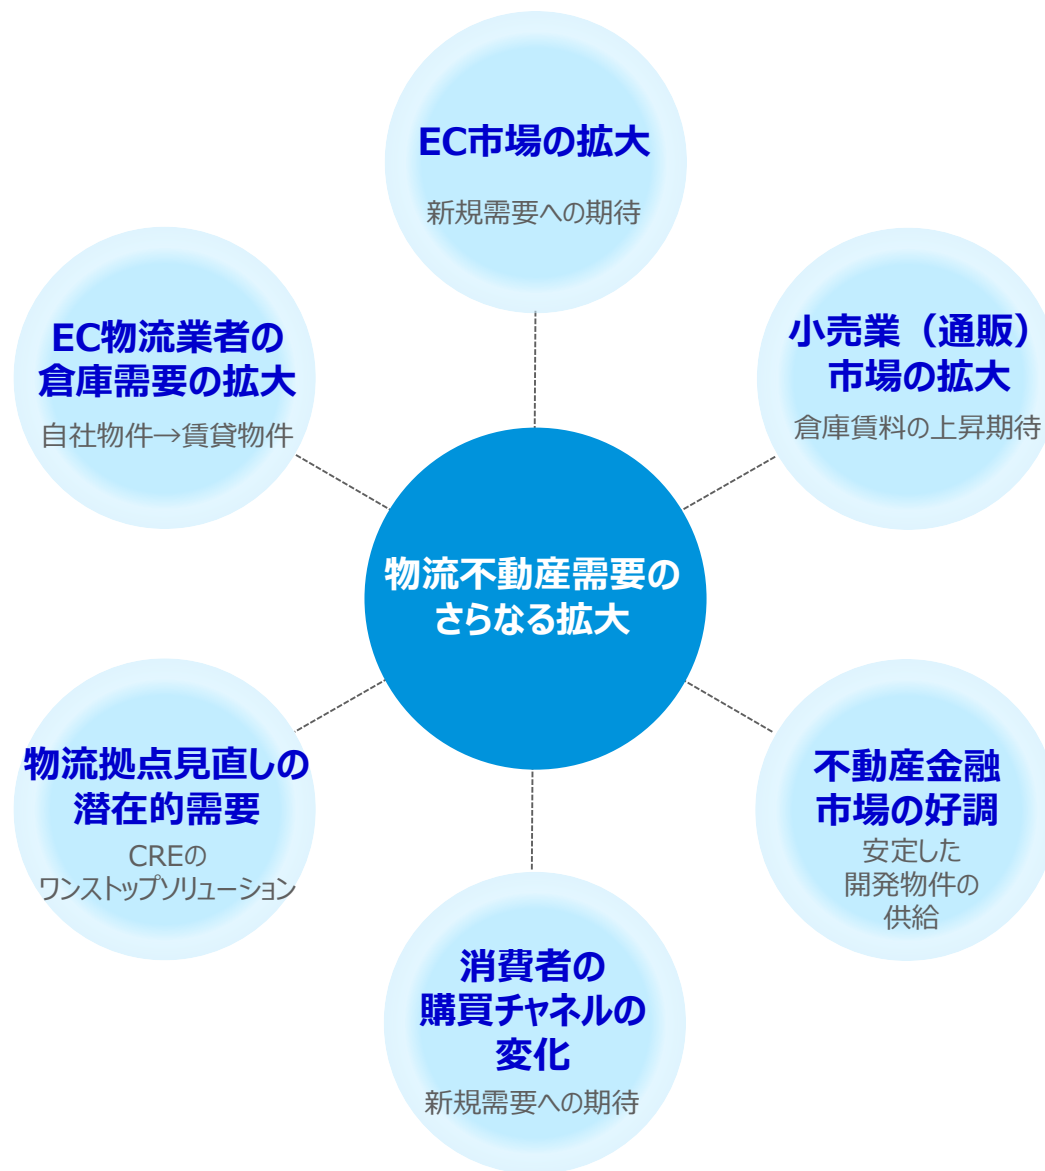 EC市場の拡大
新規需要への期待
EC物流業者の
倉庫需要の拡大
自社物件→賃貸物件
小売業（通販）
市場の拡大
倉庫賃料の上昇期待
物流不動産需要の
さらなる拡大
物流拠点見直しの
潜在的需要
CREの
ワンストップソリューション
不動産金融
市場の好調
安定した
開発物件の
供給
消費者の
購買チャネルの
変化
新規需要への期待